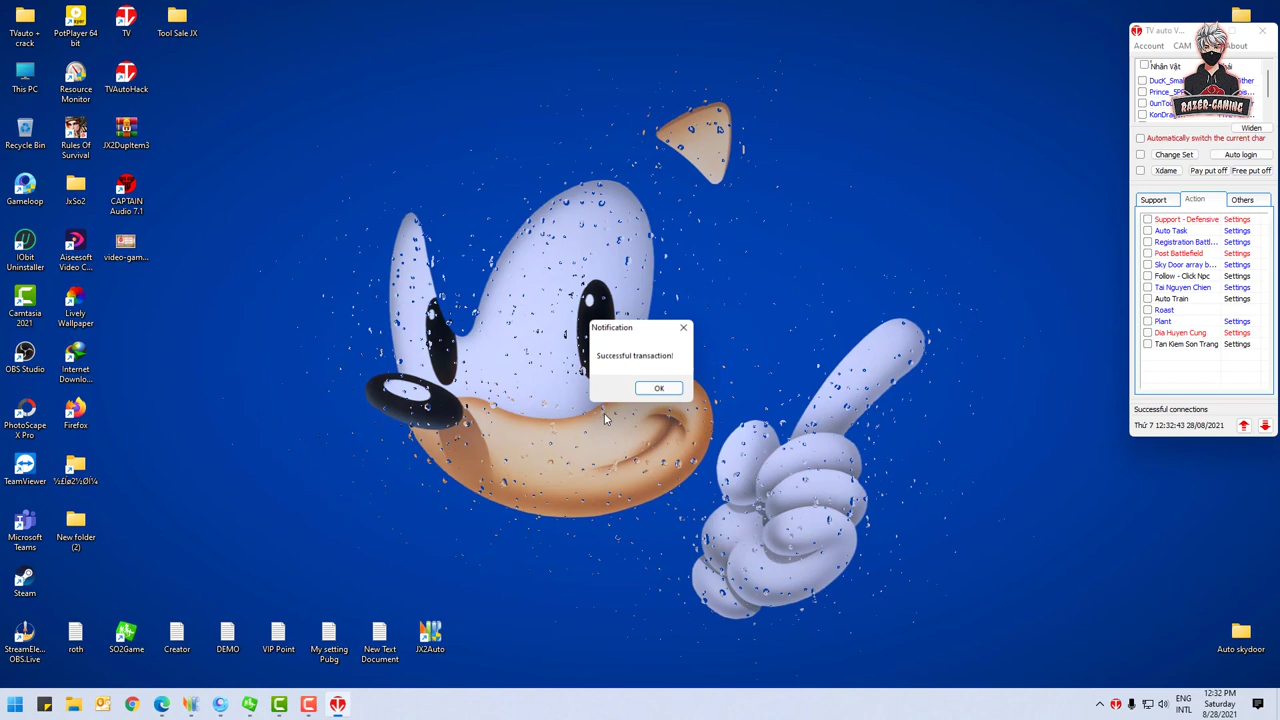 TVauto + crack
PotPlayer 64 bit
TV
Tool Sale JX
This PC
Resource Monitor
TVAutoHack
Recycle Bin
Rules Of Survival
JX2DupItem3
Gameloop
JxSo2
CAPTAIN Audio 7.1
IObit Uninstaller
Aiseesoft Video C...
video-gam...
Camtasia 2021
Lively Wallpaper
OBS Studio
Internet Downlo...
PhotoScape X Pro
Firefox
TeamViewer
Microsoft Teams
New folder (2)
Steam
StreamEle... OBS.Live
roth
SO2Game
Creator
DEMO
VIP Point
My setting Pubg
New Text Document
JX2Auto
Notification
Successful transaction!
OK
TV auto V...
Account CAM About
Nhân Vật
RAZER-GAMING
Widen
Automatically switch the current char
Change Set Auto login
Xdame Pay put off Free put off
Support Action Others
Support - Defensive Settings
Auto Task Settings
Registration Battl... Settings
Post Battlefield Settings
Sky Door array b... Settings
Follow - Click Npc Settings
Tai Nguyen Chien Settings
Auto Train Settings
Roast
Plant Settings
Dia Huyen Cung Settings
Tan Kiem Son Trang Settings
Successful connections
Thứ 7 12:32:43 28/08/2021
Auto skydoor
ENG INTL
12:32 PM
Saturday
8/28/2021